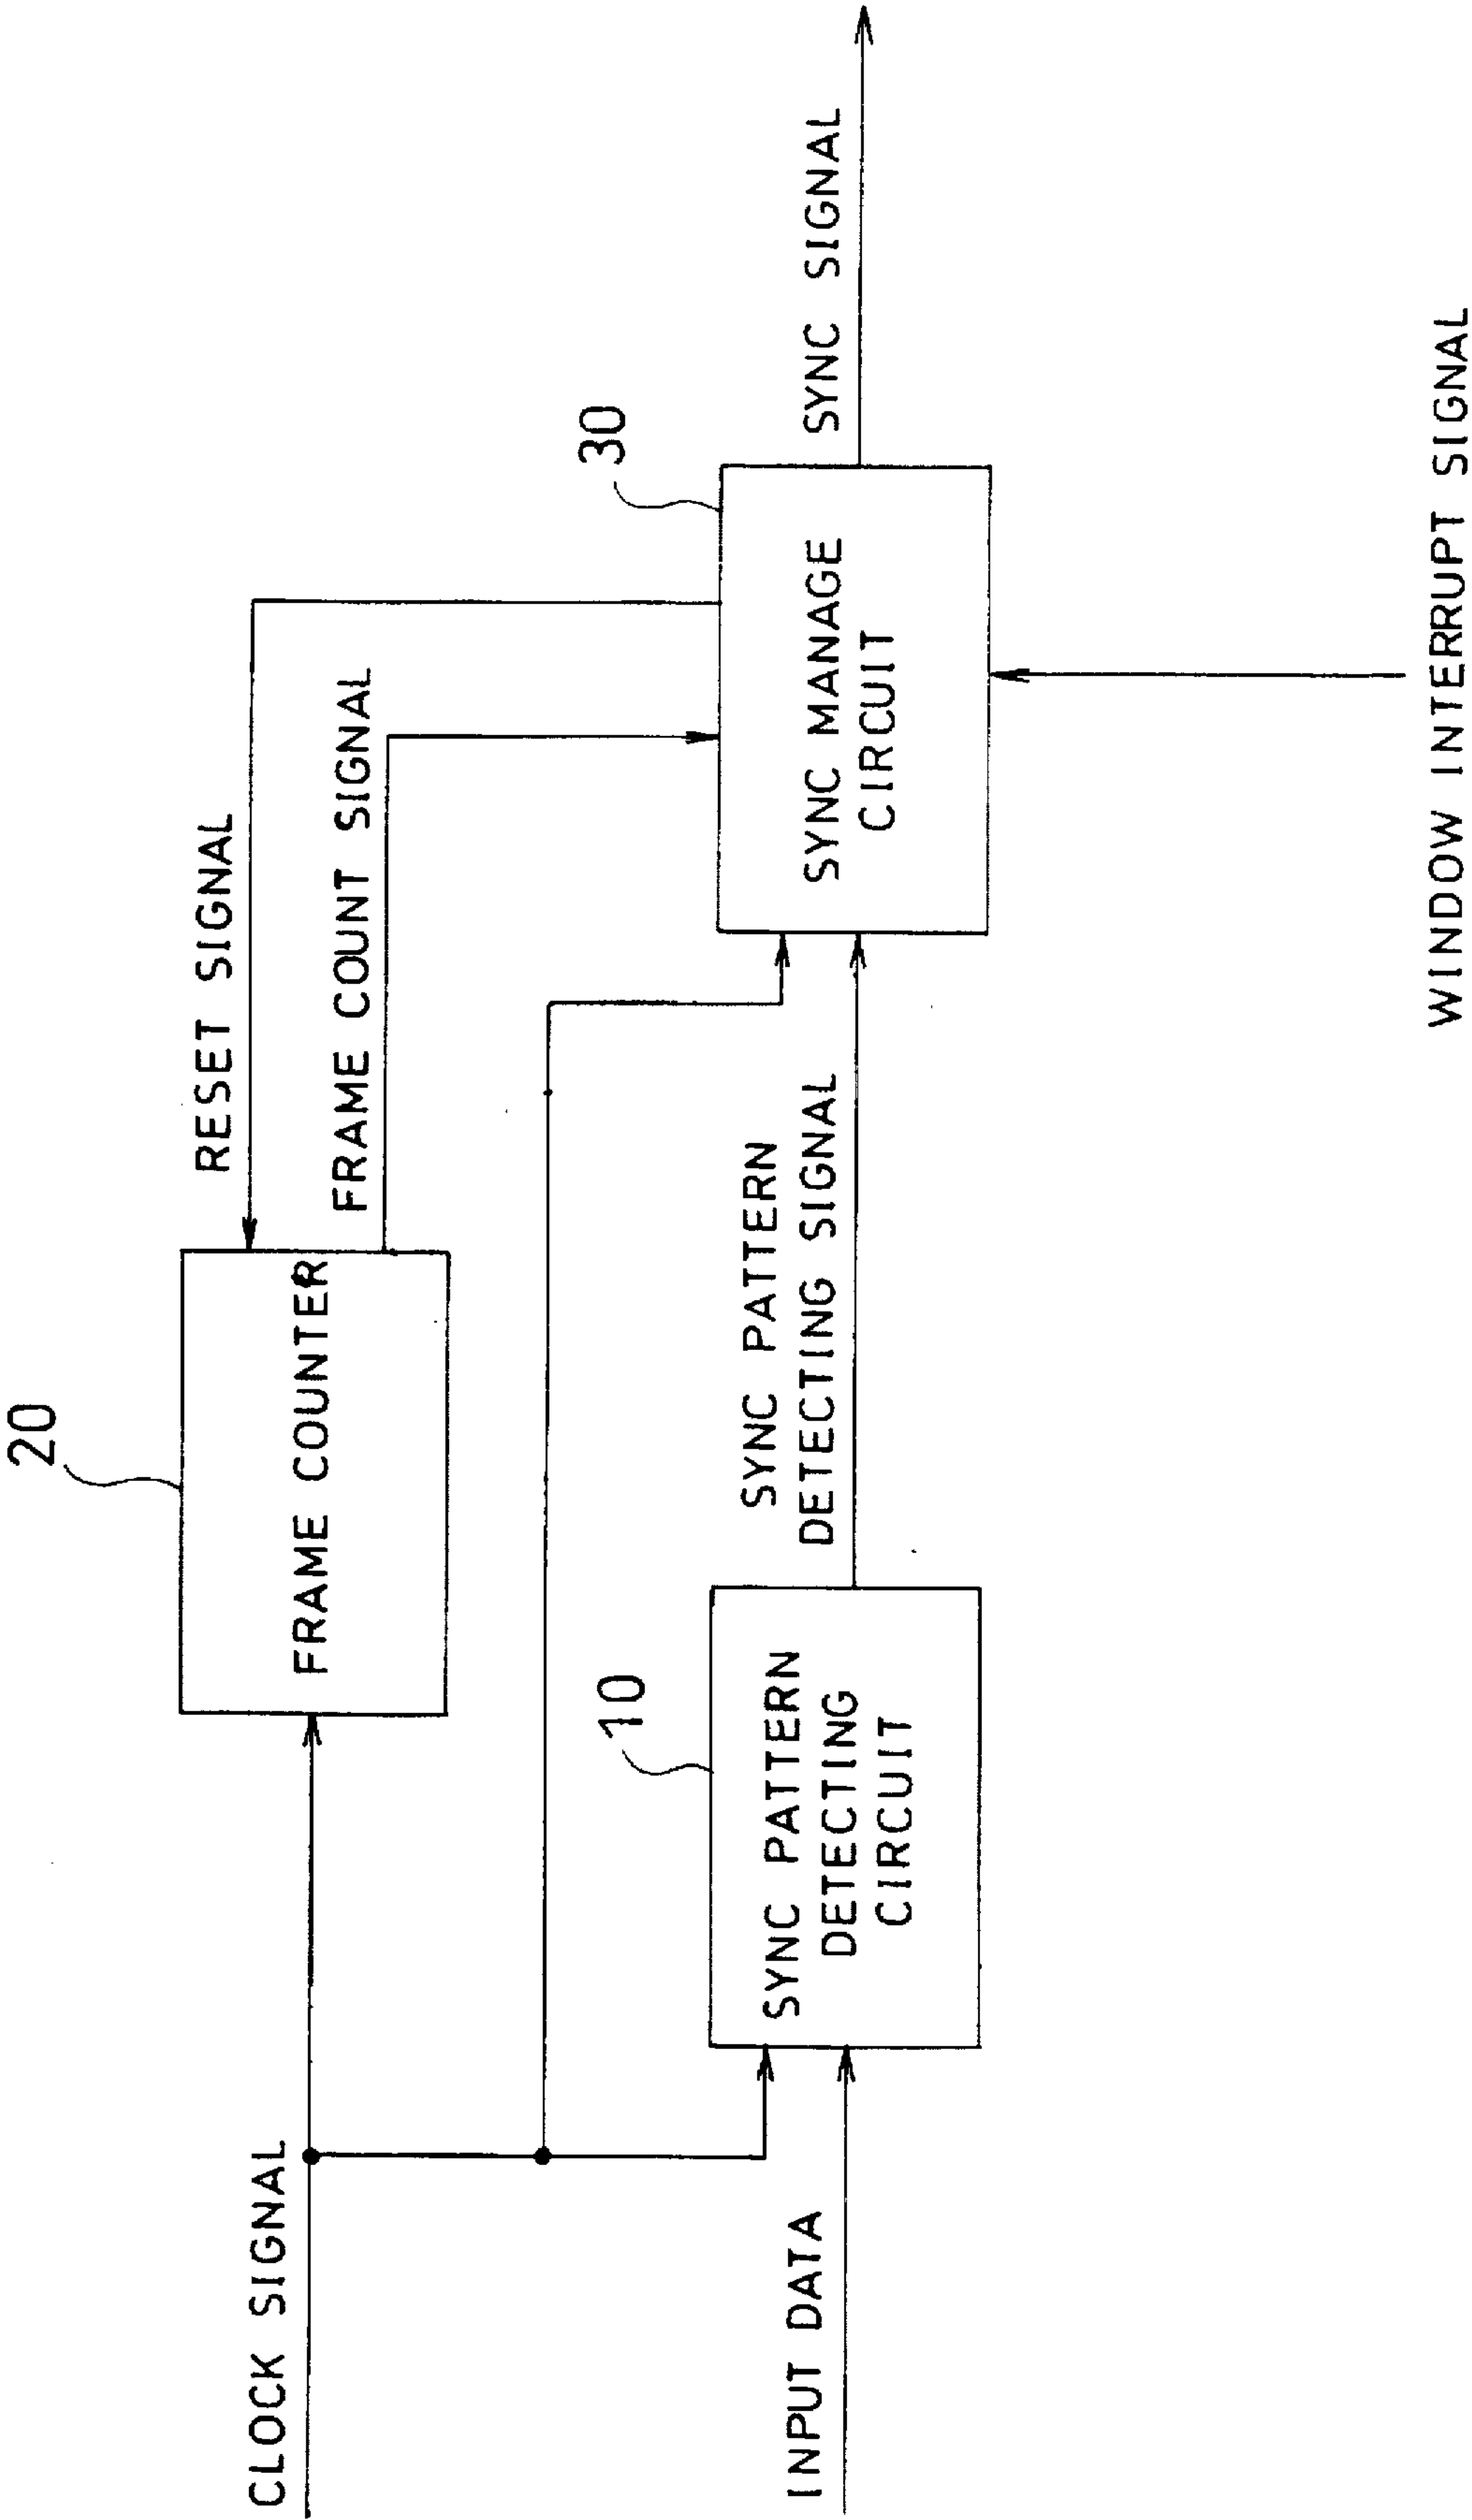 CLOCK SIGNAL
20
FRAME COUNTER
RESET SIGNAL
FRAME COUNT SIGNAL
INPUT DATA
10
SYNC PATTERN
DETECTING
CIRCUIT
SYNC PATTERN
DETECTING SIGNAL
30
SYNC MANAGE
CIRCUIT
SYNC SIGNAL
WINDOW INTERRUPT SIGNAL